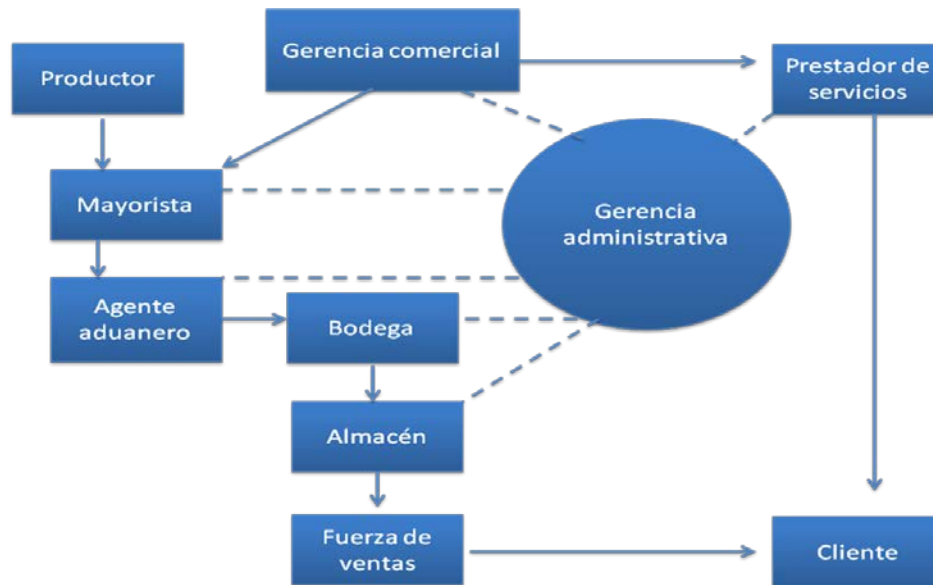 Gerencia comercial
Productor
Prestador de
servicios
Mayorista
Gerencia
administrativa
Agente
aduanero
Bodega
Almacén
Fuerza de
ventas
Cliente